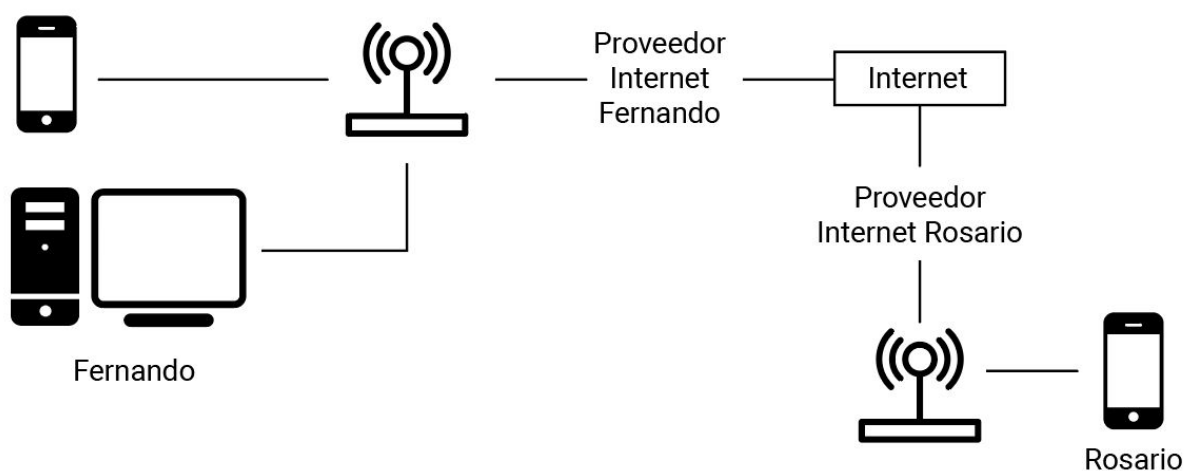 Proveedor
Internet
Fernando
Internet
Proveedor
Internet Rosario
Fernando
Rosario